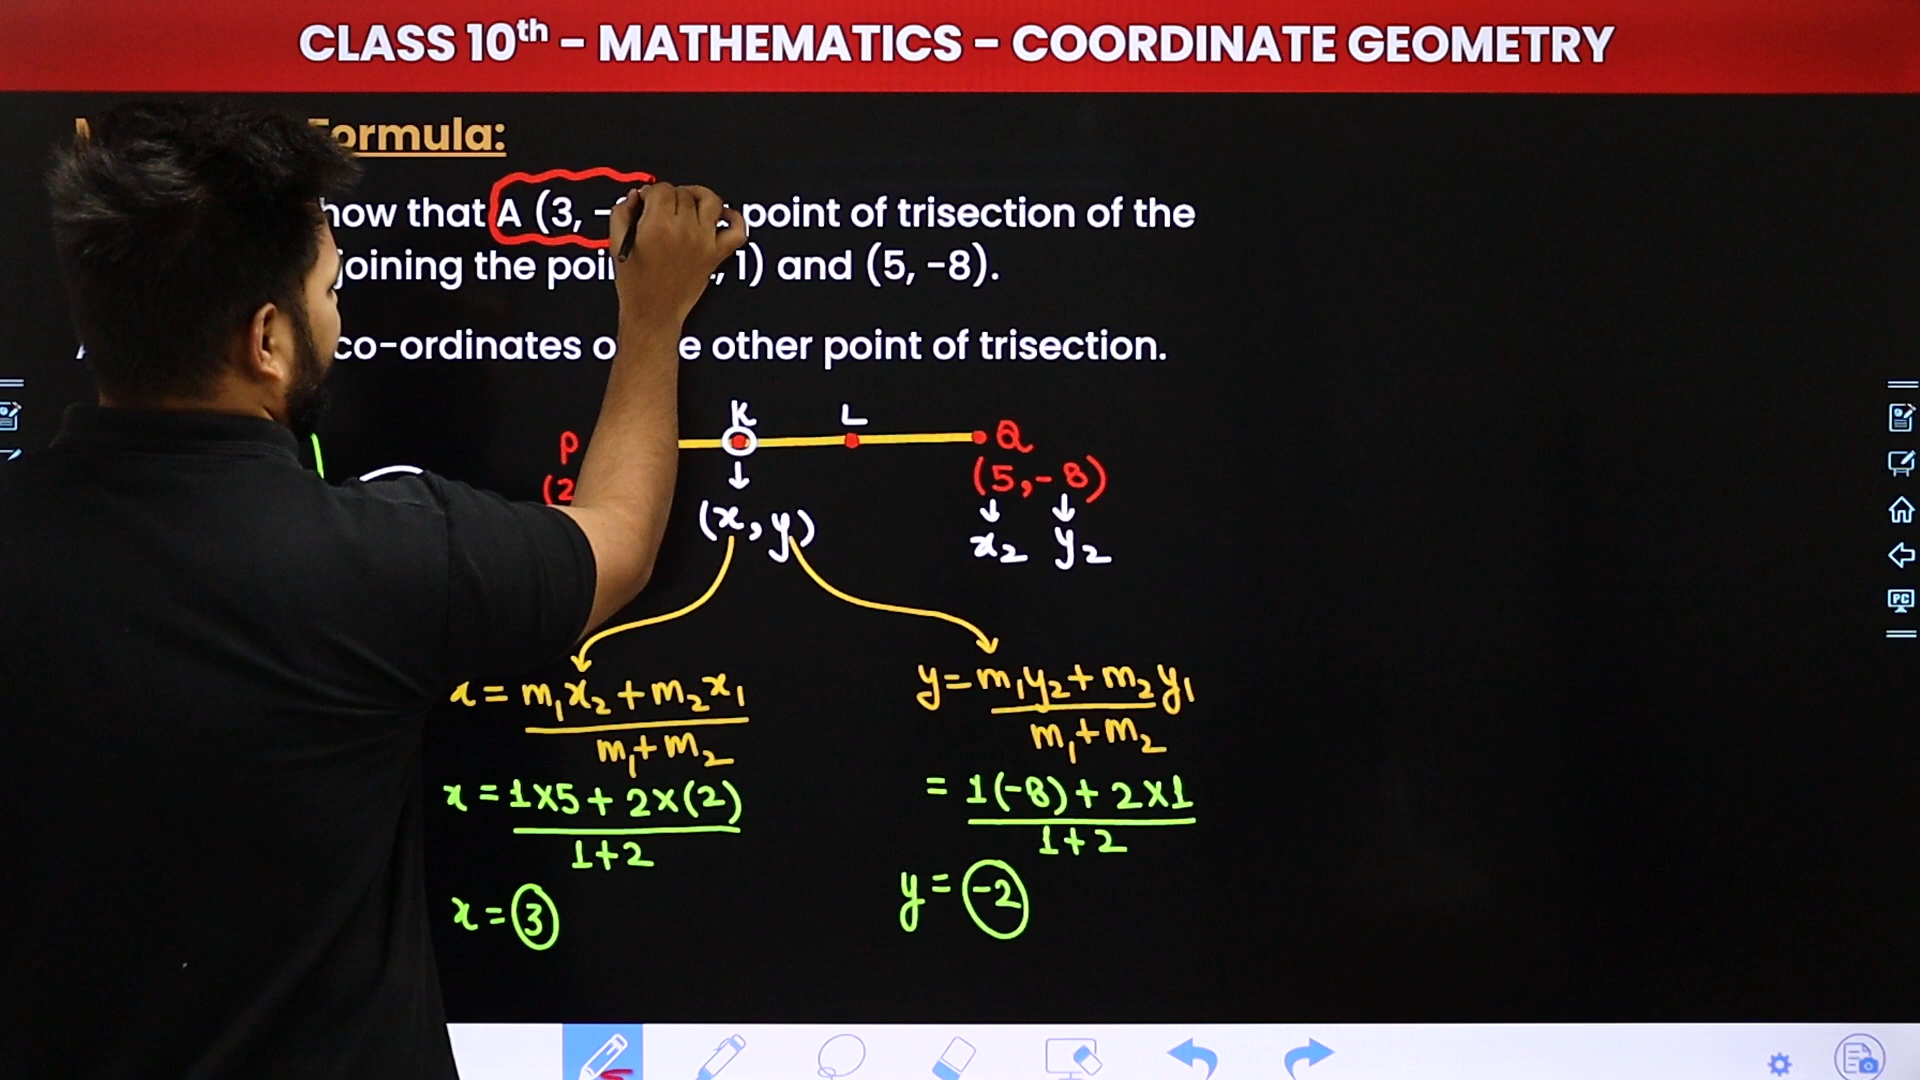 CLASS 10th - MATHEMATICS - COORDINATE GEOMETRY
Formula:
how that A (3, - point of trisection of the
joining the 1) and (5, -8).
co-ordinates other point of trisection.
K L
P Q
(2 (5, -8)
(x, y) x2 y2
x = m1x2 + m2x1 / m1 + m2
y = m1y2 + m2y1 / m1 + m2
x = 1×5 + 2×(2) / 1+2
= 1(-8) + 2×1 / 1+2
x = 3
y = -2
PC